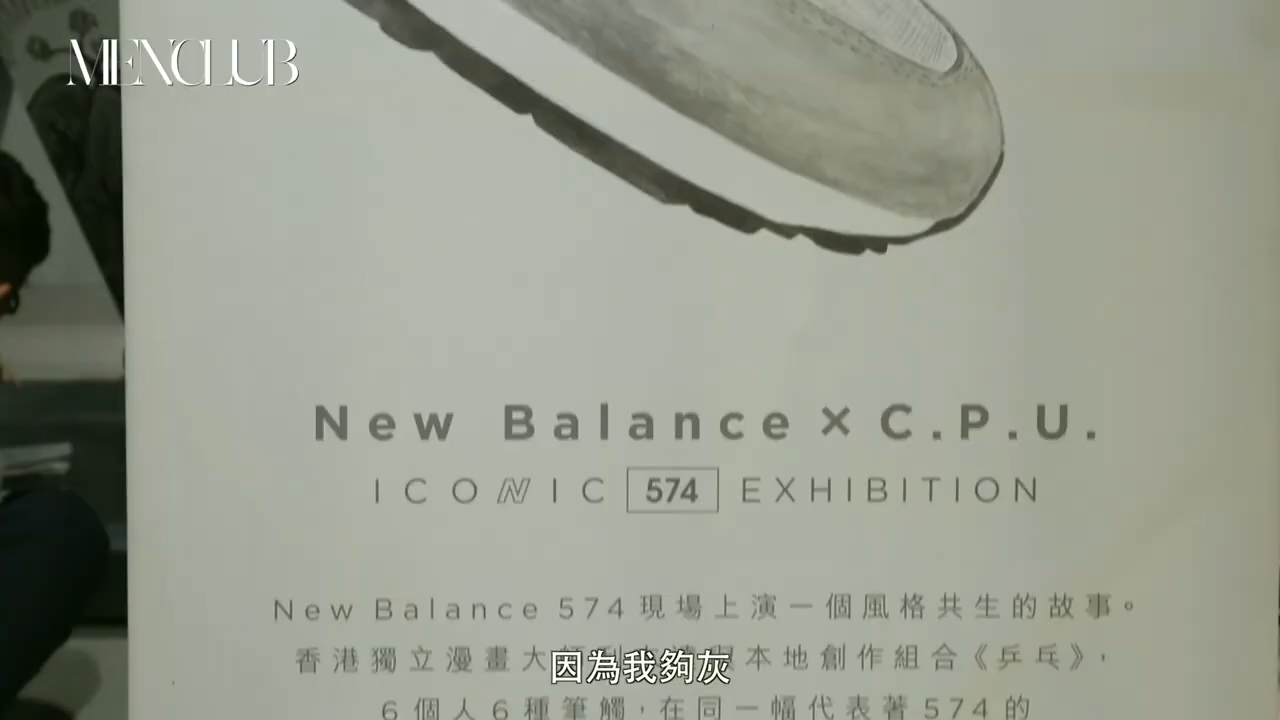 MENCLUB
New Balance × C.P.U.
ICONIC 574 EXHIBITION
New Balance 574 現場上演一個風格共生的故事。
香港獨立漫畫大 本地創作組合《乒乓》，
因為我夠灰
6個人6種筆觸，在同一幅代表著574的